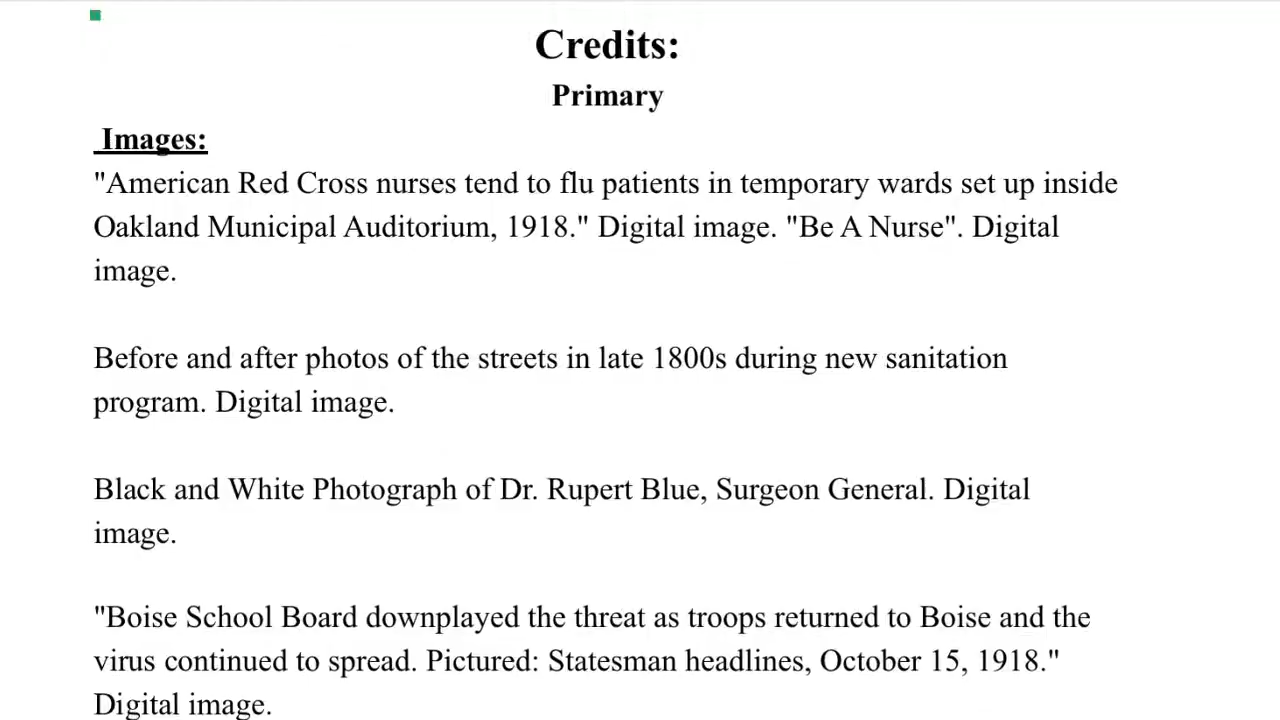 Credits:
Primary
Images:
"American Red Cross nurses tend to flu patients in temporary wards set up inside
Oakland Municipal Auditorium, 1918." Digital image. "Be A Nurse". Digital
image.
Before and after photos of the streets in late 1800s during new sanitation
program. Digital image.
Black and White Photograph of Dr. Rupert Blue, Surgeon General. Digital
image.
"Boise School Board downplayed the threat as troops returned to Boise and the
virus continued to spread. Pictured: Statesman headlines, October 15, 1918."
Digital image.